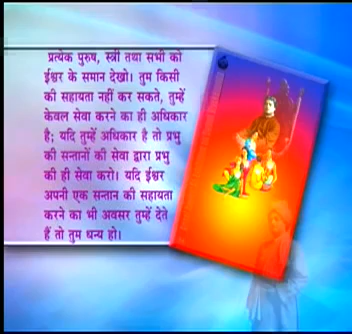 प्रत्येक पुरुष, स्त्री तथा सभी को
ईश्वर के समान देखो। तुम किसी
की सहायता नहीं कर सकते, तुम्हें
केवल सेवा करने का ही अधिकार
है; यदि तुम्हें अधिकार है तो प्रभु
की सन्तानों की सेवा द्वारा प्रभु
की ही सेवा करो। यदि ईश्वर
अपनी एक सन्तान की सहायता
करने का भी अवसर तुम्हें देते
हैं तो तुम धन्य हो।